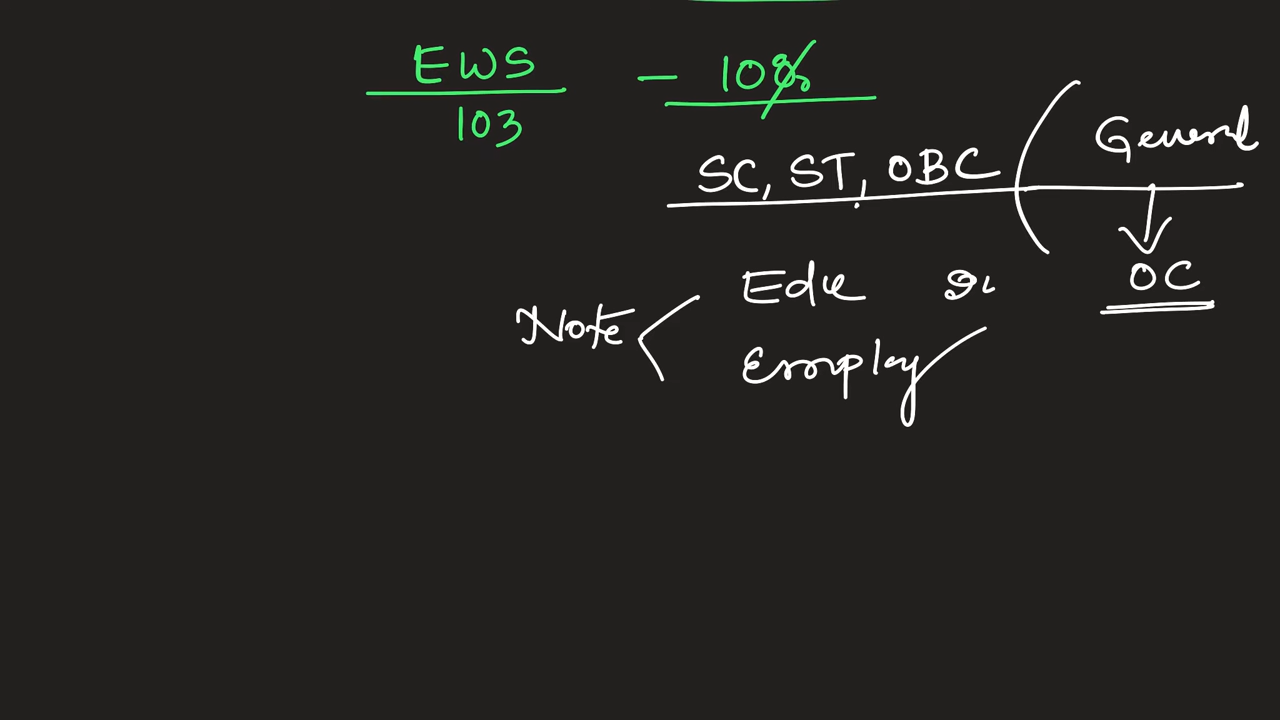 EWS - 10%
103
General
SC, ST, OBC
OC
Edu
Note
Employ